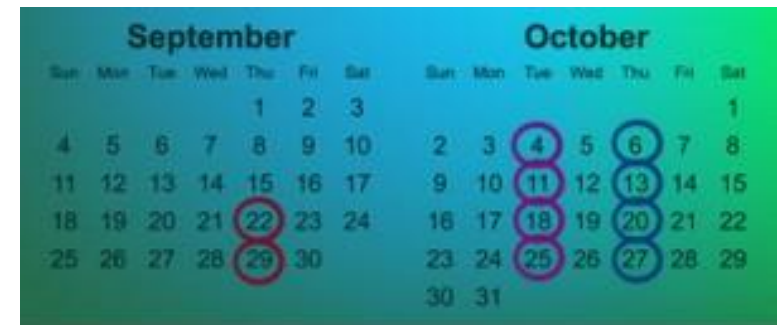 September
Sun Mon Tue Wed Thu Fri Sat
1 2 3
4 5 6 7 8 9 10
11 12 13 14 15 16 17
18 19 20 21 22 23 24
25 26 27 28 29 30
October
Sun Mon Tue Wed Thu Fri Sat
1
2 3 4 5 6 7 8
9 10 11 12 13 14 15
16 17 18 19 20 21 22
23 24 25 26 27 28 29
30 31